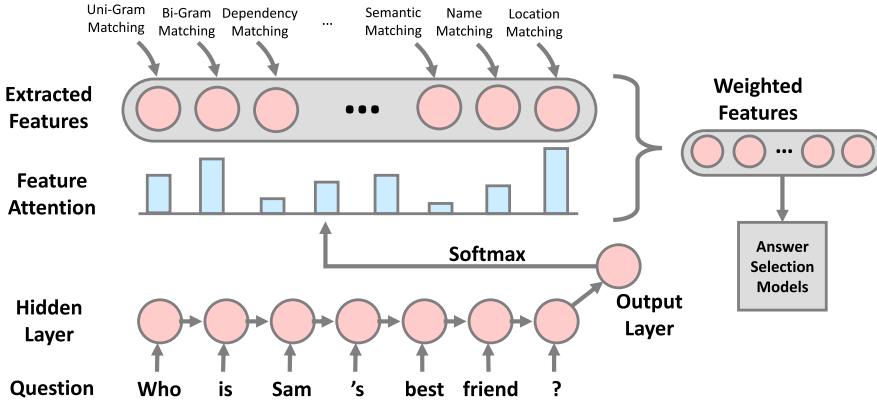 Uni-Gram
Matching
Bi-Gram
Matching
Dependency
Matching
...
Semantic
Matching
Name
Matching
Location
Matching
Extracted
Features
...
Weighted
Features
...
Feature
Attention
Softmax
Answer
Selection
Models
Output
Layer
Hidden
Layer
Question Who is Sam 's best friend ?